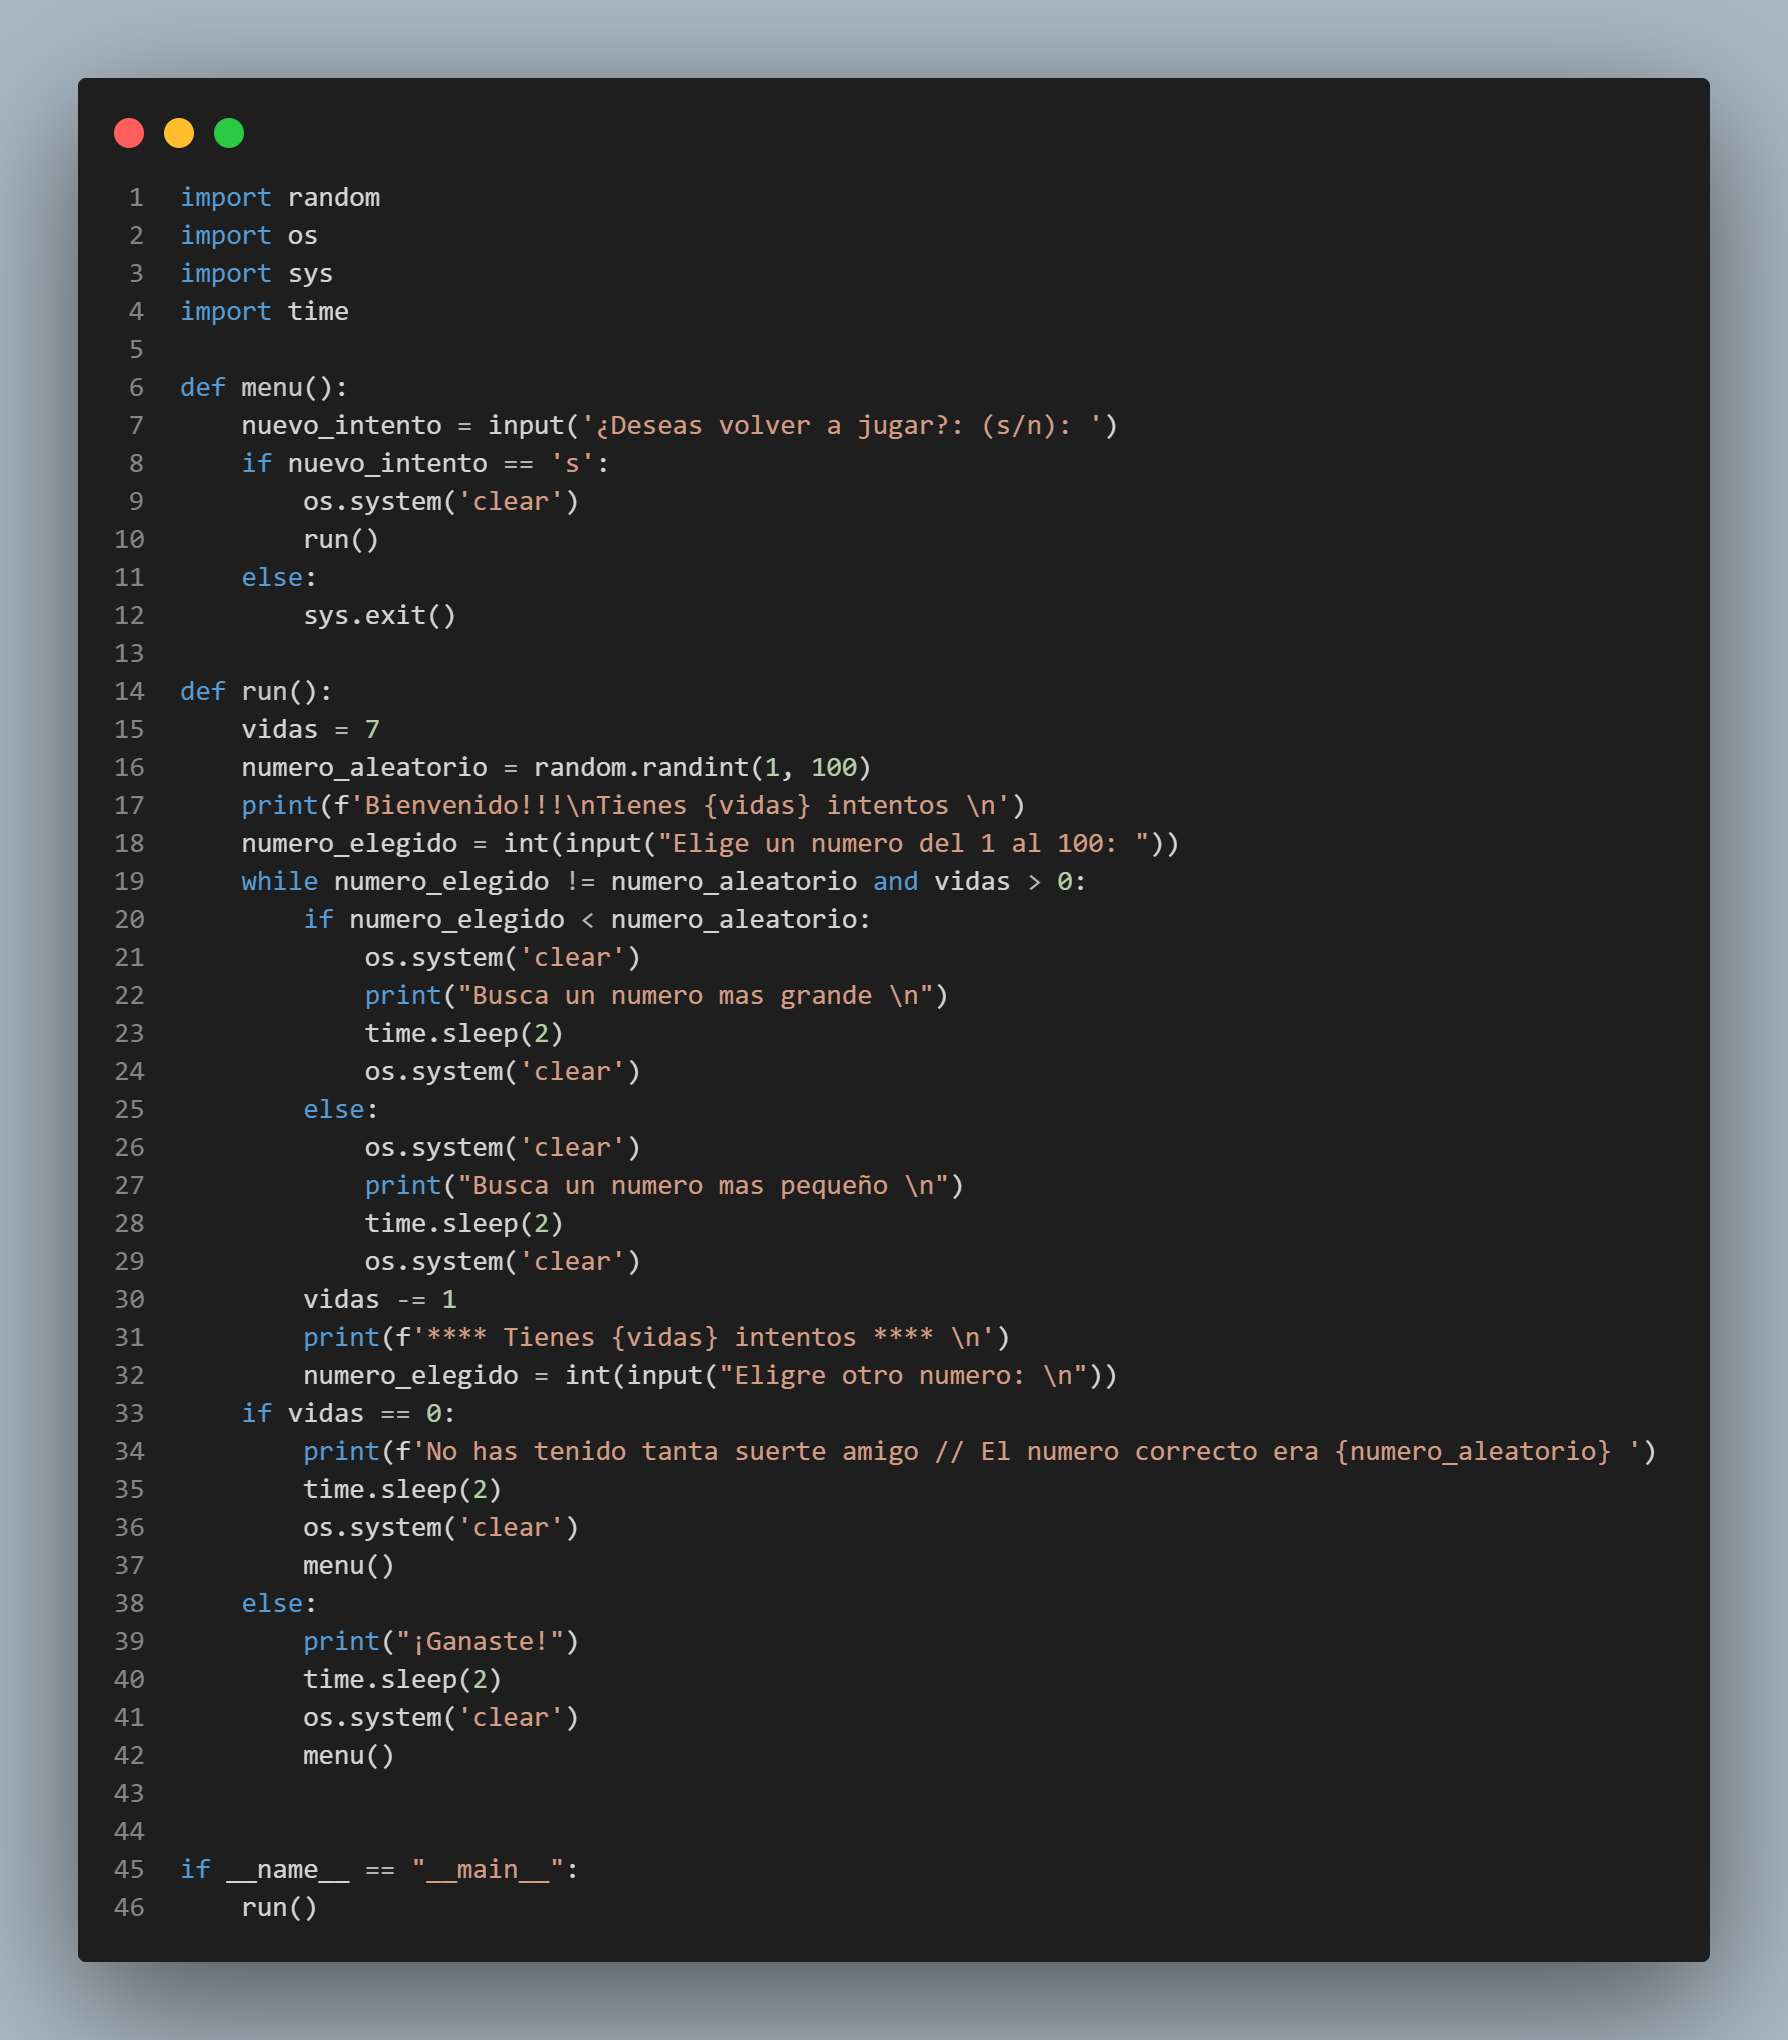 1 import random
2 import os
3 import sys
4 import time
5
6 def menu():
7     nuevo_intento = input('¿Deseas volver a jugar?: (s/n): ')
8     if nuevo_intento == 's':
9         os.system('clear')
10         run()
11     else:
12         sys.exit()
13
14 def run():
15     vidas = 7
16     numero_aleatorio = random.randint(1, 100)
17     print(f'Bienvenido!!!\nTienes {vidas} intentos \n')
18     numero_elegido = int(input("Elige un numero del 1 al 100: "))
19     while numero_elegido != numero_aleatorio and vidas > 0:
20         if numero_elegido < numero_aleatorio:
21             os.system('clear')
22             print("Busca un numero mas grande \n")
23             time.sleep(2)
24             os.system('clear')
25         else:
26             os.system('clear')
27             print("Busca un numero mas pequeño \n")
28             time.sleep(2)
29             os.system('clear')
30         vidas -= 1
31         print(f'**** Tienes {vidas} intentos **** \n')
32         numero_elegido = int(input("Eligre otro numero: \n"))
33     if vidas == 0:
34         print(f'No has tenido tanta suerte amigo // El numero correcto era {numero_aleatorio} ')
35         time.sleep(2)
36         os.system('clear')
37         menu()
38     else:
39         print("¡Ganaste!")
40         time.sleep(2)
41         os.system('clear')
42         menu()
43
44
45 if __name__ == "__main__":
46     run()